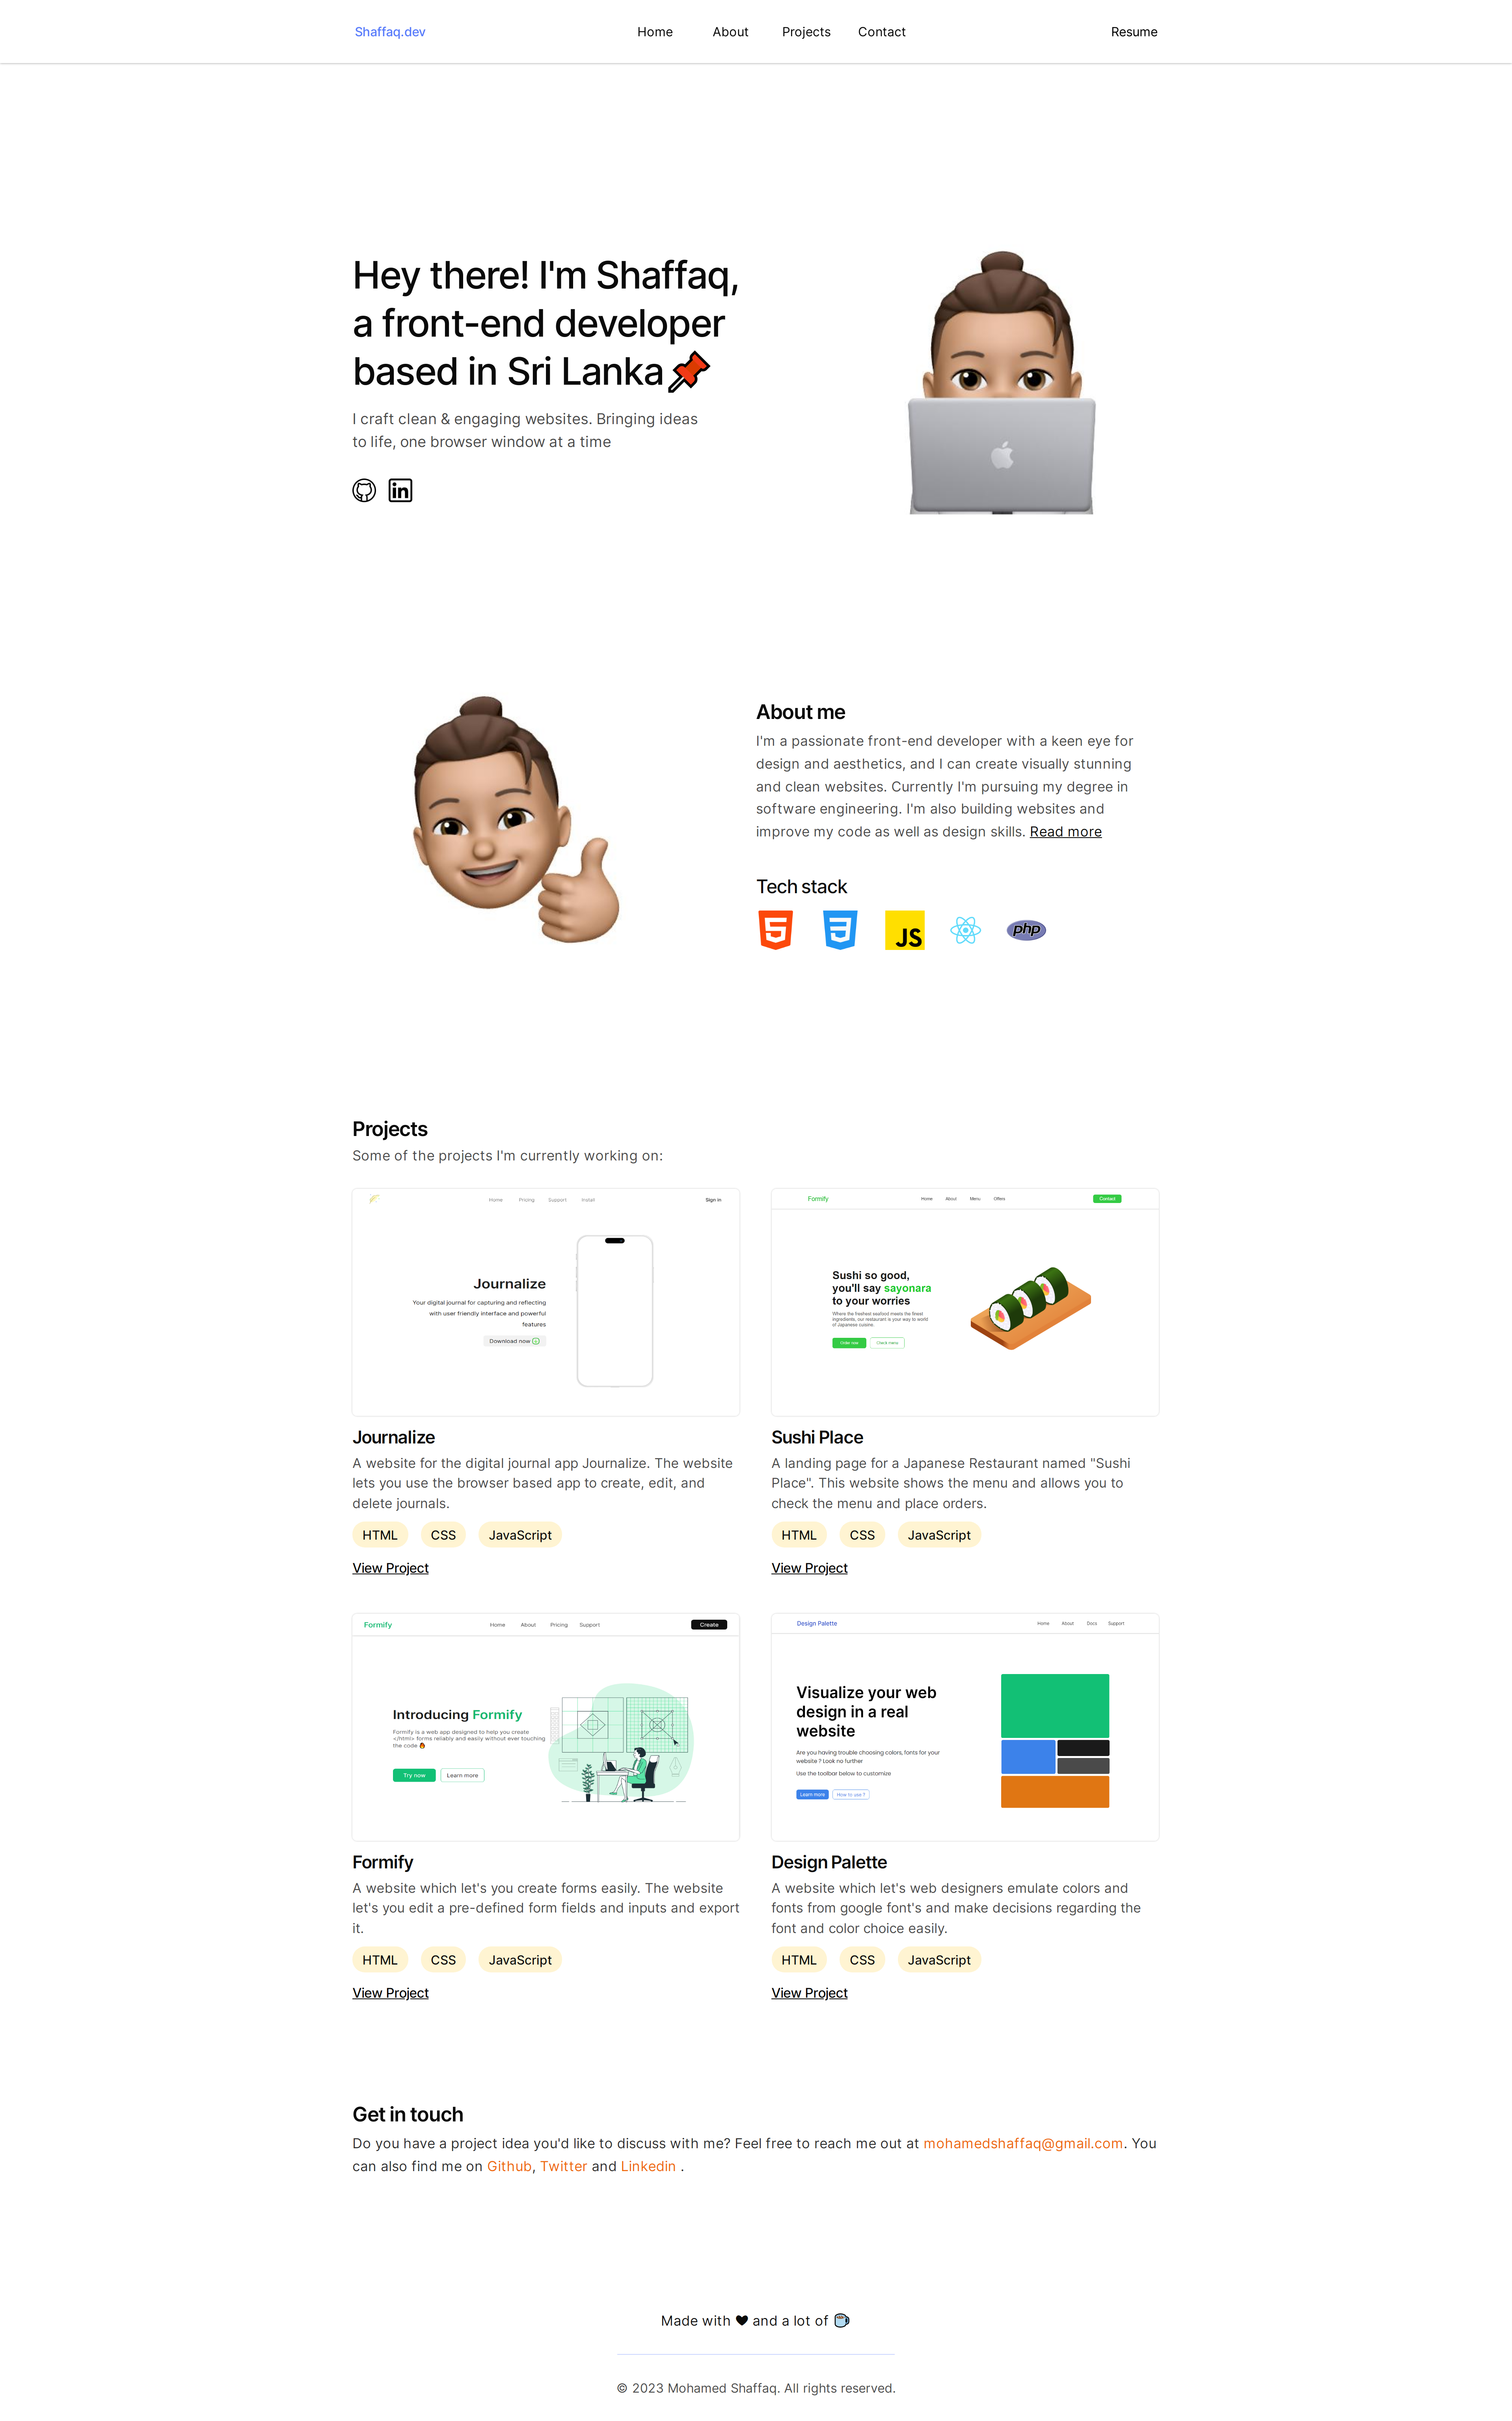 Shaffaq.dev
Home About Projects Contact
Resume
Hey there! I'm Shaffaq,
a front-end developer
based in Sri Lanka
I craft clean & engaging websites. Bringing ideas
to life, one browser window at a time
in
About me
I'm a passionate front-end developer with a keen eye for
design and aesthetics, and I can create visually stunning
and clean websites. Currently I'm pursuing my degree in
software engineering. I'm also building websites and
improve my code as well as design skills. Read more
Tech stack
JS
php
Projects
Some of the projects I'm currently working on:
Home Pricing Support Install
Sign in
Journalize
Your digital journal for capturing and reflecting
with user friendly interface and powerful
features
Download now
Journalize
A website for the digital journal app Journalize. The website
lets you use the browser based app to create, edit, and
delete journals.
HTML CSS JavaScript
View Project
Formify
Home About Menu Offers
Contact
Sushi so good,
you'll say sayonara
to your worries
Where the freshest seafood meets the finest
ingredients, our restaurant is your way to world
of Japanese cuisine.
Order now
Check menu
Sushi Place
A landing page for a Japanese Restaurant named "Sushi
Place". This website shows the menu and allows you to
check the menu and place orders.
HTML CSS JavaScript
View Project
Formify
Home About Pricing Support
Create
Introducing Formify
Formify is a web app designed to help you create
</html> forms reliably and easily without ever touching
the code
Try now
Learn more
Formify
A website which let's you create forms easily. The website
let's you edit a pre-defined form fields and inputs and export
it.
HTML CSS JavaScript
View Project
Design Palette
Home About Docs Support
Visualize your web
design in a real
website
Are you having trouble choosing colors, fonts for your
website ? Look no further
Use the toolbar below to customize
Learn more
How to use ?
Design Palette
A website which let's web designers emulate colors and
fonts from google font's and make decisions regarding the
font and color choice easily.
HTML CSS JavaScript
View Project
Get in touch
Do you have a project idea you'd like to discuss with me? Feel free to reach me out at mohamedshaffaq@gmail.com. You
can also find me on Github, Twitter and Linkedin .
Made with ❤ and a lot of ☕
© 2023 Mohamed Shaffaq. All rights reserved.